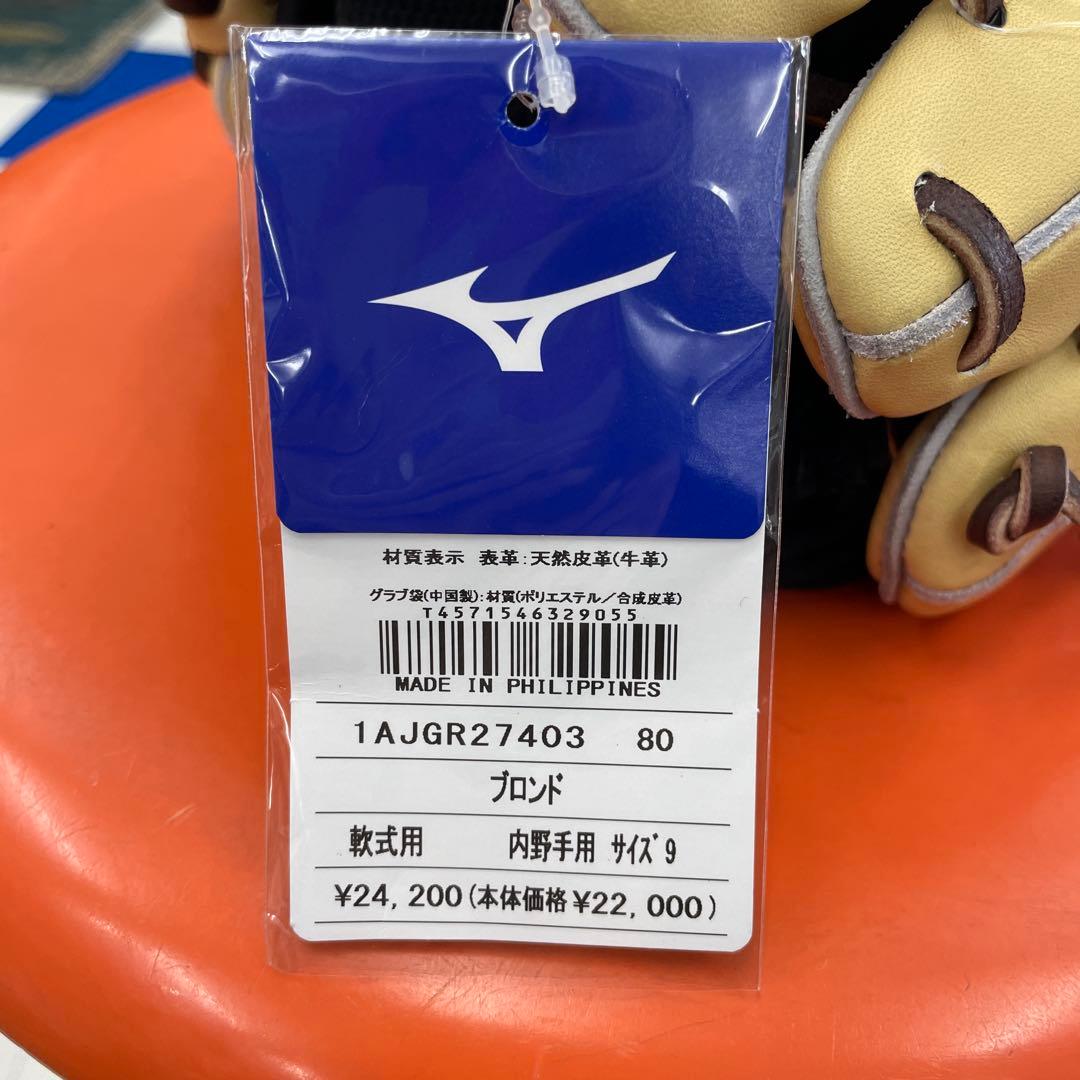 材質表示 表革:天然皮革(牛革)
グラブ袋(中国製):材質(ポリエステル/合成皮革)
T4571546329055
MADE IN PHILIPPINES
1AJGR27403 80
ブロンド
軟式用 内野手用 サイズ9
¥24,200(本体価格¥22,000)